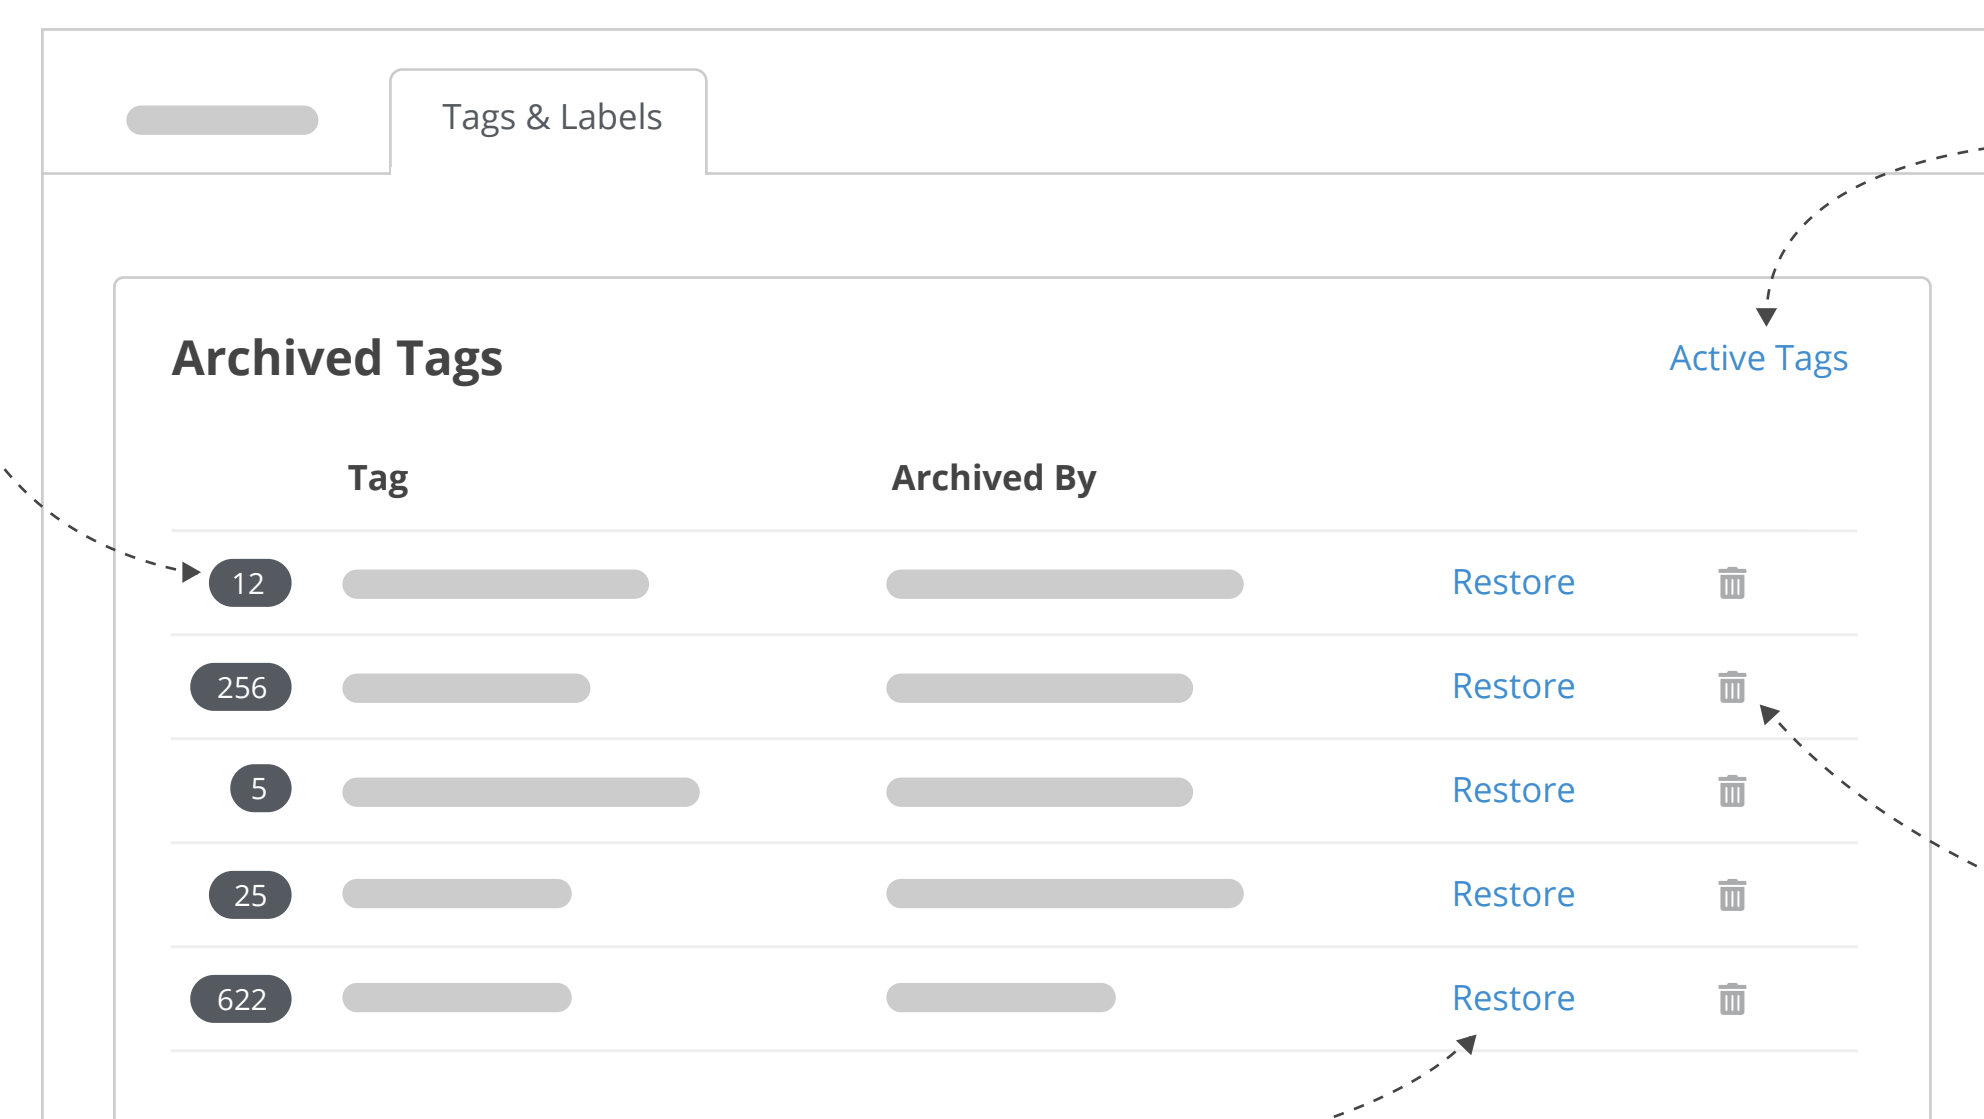 Tags & Labels
Archived Tags
Active Tags
Tag
Archived By
12
Restore
256
Restore
5
Restore
25
Restore
622
Restore